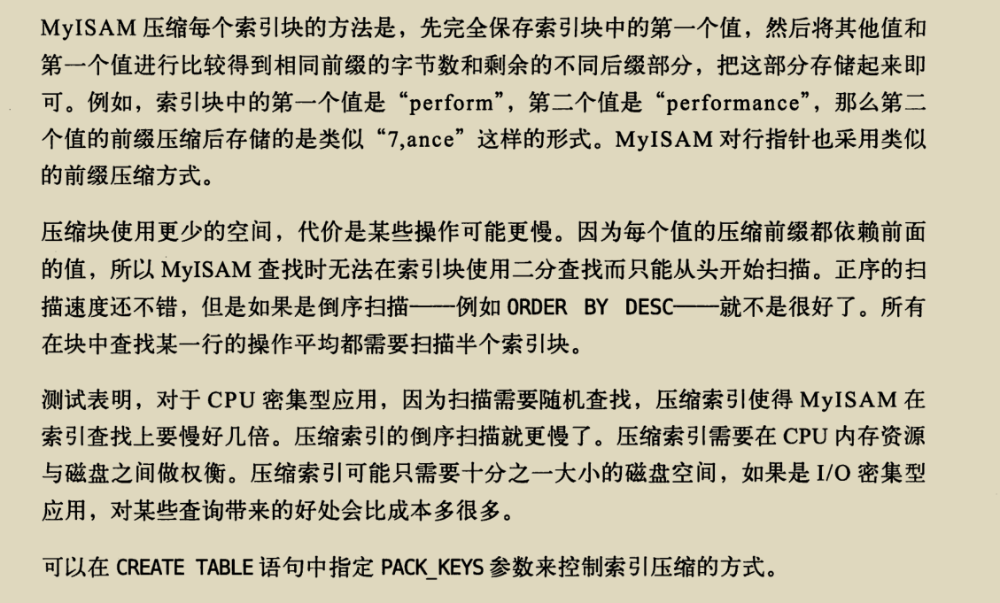 MyISAM 压缩每个索引块的方法是，先完全保存索引块中的第一个值，然后将其他值和
第一个值进行比较得到相同前缀的字节数和剩余的不同后缀部分，把这部分存储起来即
可。例如，索引块中的第一个值是“perform”，第二个值是“performance”，那么第二
个值的前缀压缩后存储的是类似“7,ance”这样的形式。MyISAM 对行指针也采用类似
的前缀压缩方式。
压缩块使用更少的空间，代价是某些操作可能更慢。因为每个值的压缩前缀都依赖前面
的值，所以 MyISAM 查找时无法在索引块使用二分查找而只能从头开始扫描。正序的扫
描速度还不错，但是如果是倒序扫描——例如 ORDER BY DESC——就不是很好了。所有
在块中查找某一行的操作平均都需要扫描半个索引块。
测试表明，对于 CPU 密集型应用，因为扫描需要随机查找，压缩索引使得 MyISAM 在
索引查找上要慢好几倍。压缩索引的倒序扫描就更慢了。压缩索引需要在 CPU 内存资源
与磁盘之间做权衡。压缩索引可能只需要十分之一大小的磁盘空间，如果是 I/O 密集型
应用，对某些查询带来的好处会比成本多很多。
可以在 CREATE TABLE 语句中指定 PACK_KEYS 参数来控制索引压缩的方式。